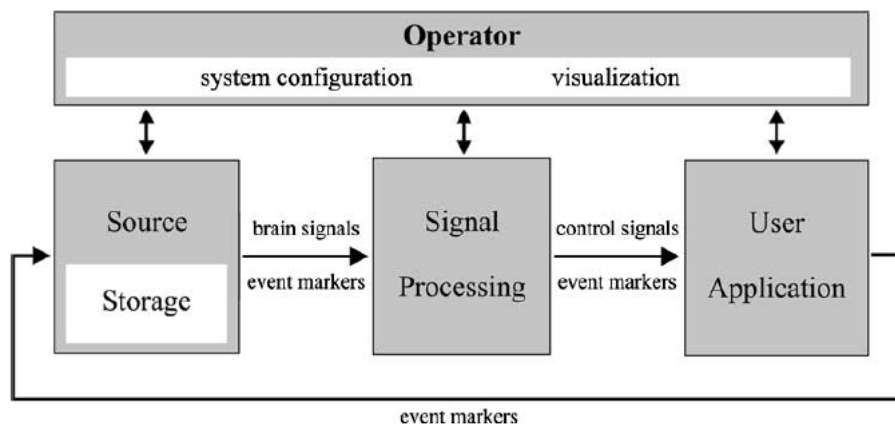 Operator
system configuration visualization
Source
Storage
brain signals
event markers
Signal
Processing
control signals
event markers
User
Application
event markers